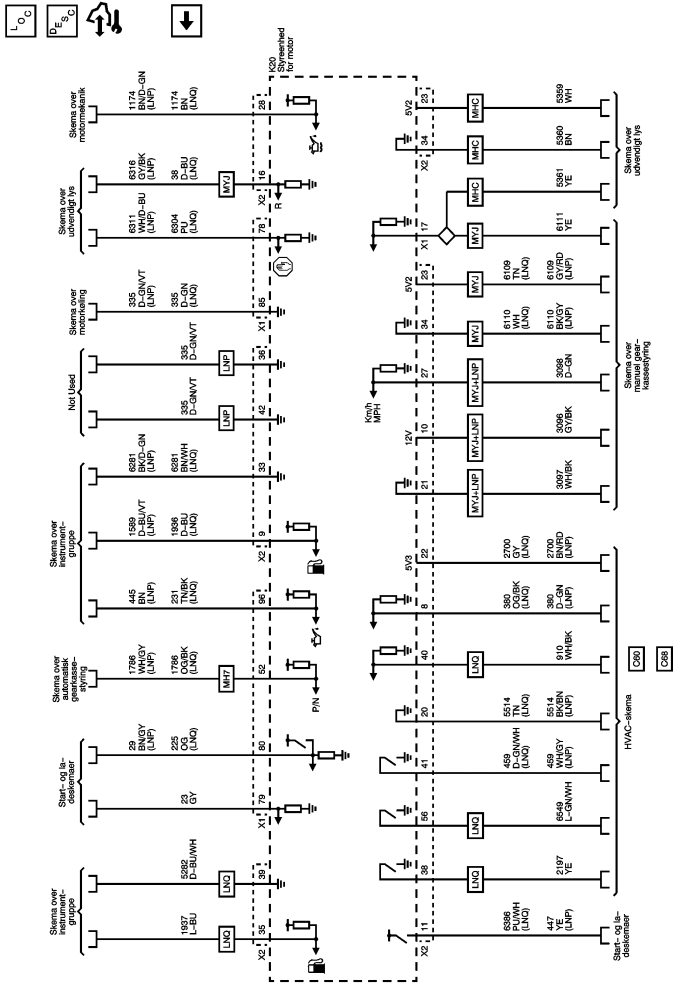 LOC
DESC
K20
Styreenhed
for motor
Skema over
motormekanik
1174
BN/D-GN
(LNP)
1174
BN
(LNQ)
28
Skema over
udvendigt lys
6316
GY/BK
(LNP)
38
D-BU
(LNQ)
MYJ
16
X2
R
6311
WH/D-BU
(LNP)
6304
PU
(LNQ)
78
Skema over
motorkøling
335
D-GN/VT
(LNP)
335
D-GN
(LNQ)
85
X1
Not Used
335
D-GN/VT
LNP
36
335
D-GN/VT
LNP
42
Skema over
instrument-
gruppe
6281
BK/D-GN
(LNP)
6281
BN/WH
(LNQ)
33
1589
D-BU/VT
(LNP)
1936
D-BU
(LNQ)
9
X2
445
BN
(LNP)
231
TN/BK
(LNQ)
96
Skema over
automatisk
gearkasse-
styring
1786
WH/GY
(LNP)
1786
OG/BK
(LNQ)
MH7
52
P/N
Start- og la-
deskemaer
29
BN/GY
(LNP)
225
OG
(LNQ)
80
23
GY
79
X1
Skema over
instrument-
gruppe
5282
D-BU/WH
LNQ
39
1937
L-BU
LNQ
35
X2
5V2
23
MHC
5359
WH
34
X2
MHC
5360
BN
MHC
5361
YE
Skema over
udvendigt lys
17
X1
MYJ
6111
YE
5V2
23
MYJ
6109
TN
(LNQ)
6109
GY/RD
(LNP)
34
MYJ
6110
WH
(LNQ)
6110
BK/GY
(LNP)
Km/h
MPH
27
MYJ+LNP
3098
D-GN
12V
10
MYJ+LNP
3096
GY/BK
21
MYJ+LNP
3097
WH/BK
Skema over
manuel gear-
kassestyring
5V3
22
2700
GY
(LNQ)
2700
BN/RD
(LNP)
8
380
OG/BK
(LNQ)
380
D-GN
(LNP)
40
LNQ
910
WH/BK
20
5514
TN
(LNQ)
5514
BK/BN
(LNP)
41
459
D-GN/WH
(LNQ)
459
WH/GY
(LNP)
56
LNQ
6549
L-GN/WH
38
LNQ
2197
YE
HVAC-skema
C60
C68
11
X2
6386
PU/WH
(LNQ)
447
YE
(LNP)
Start- og la-
deskemaer